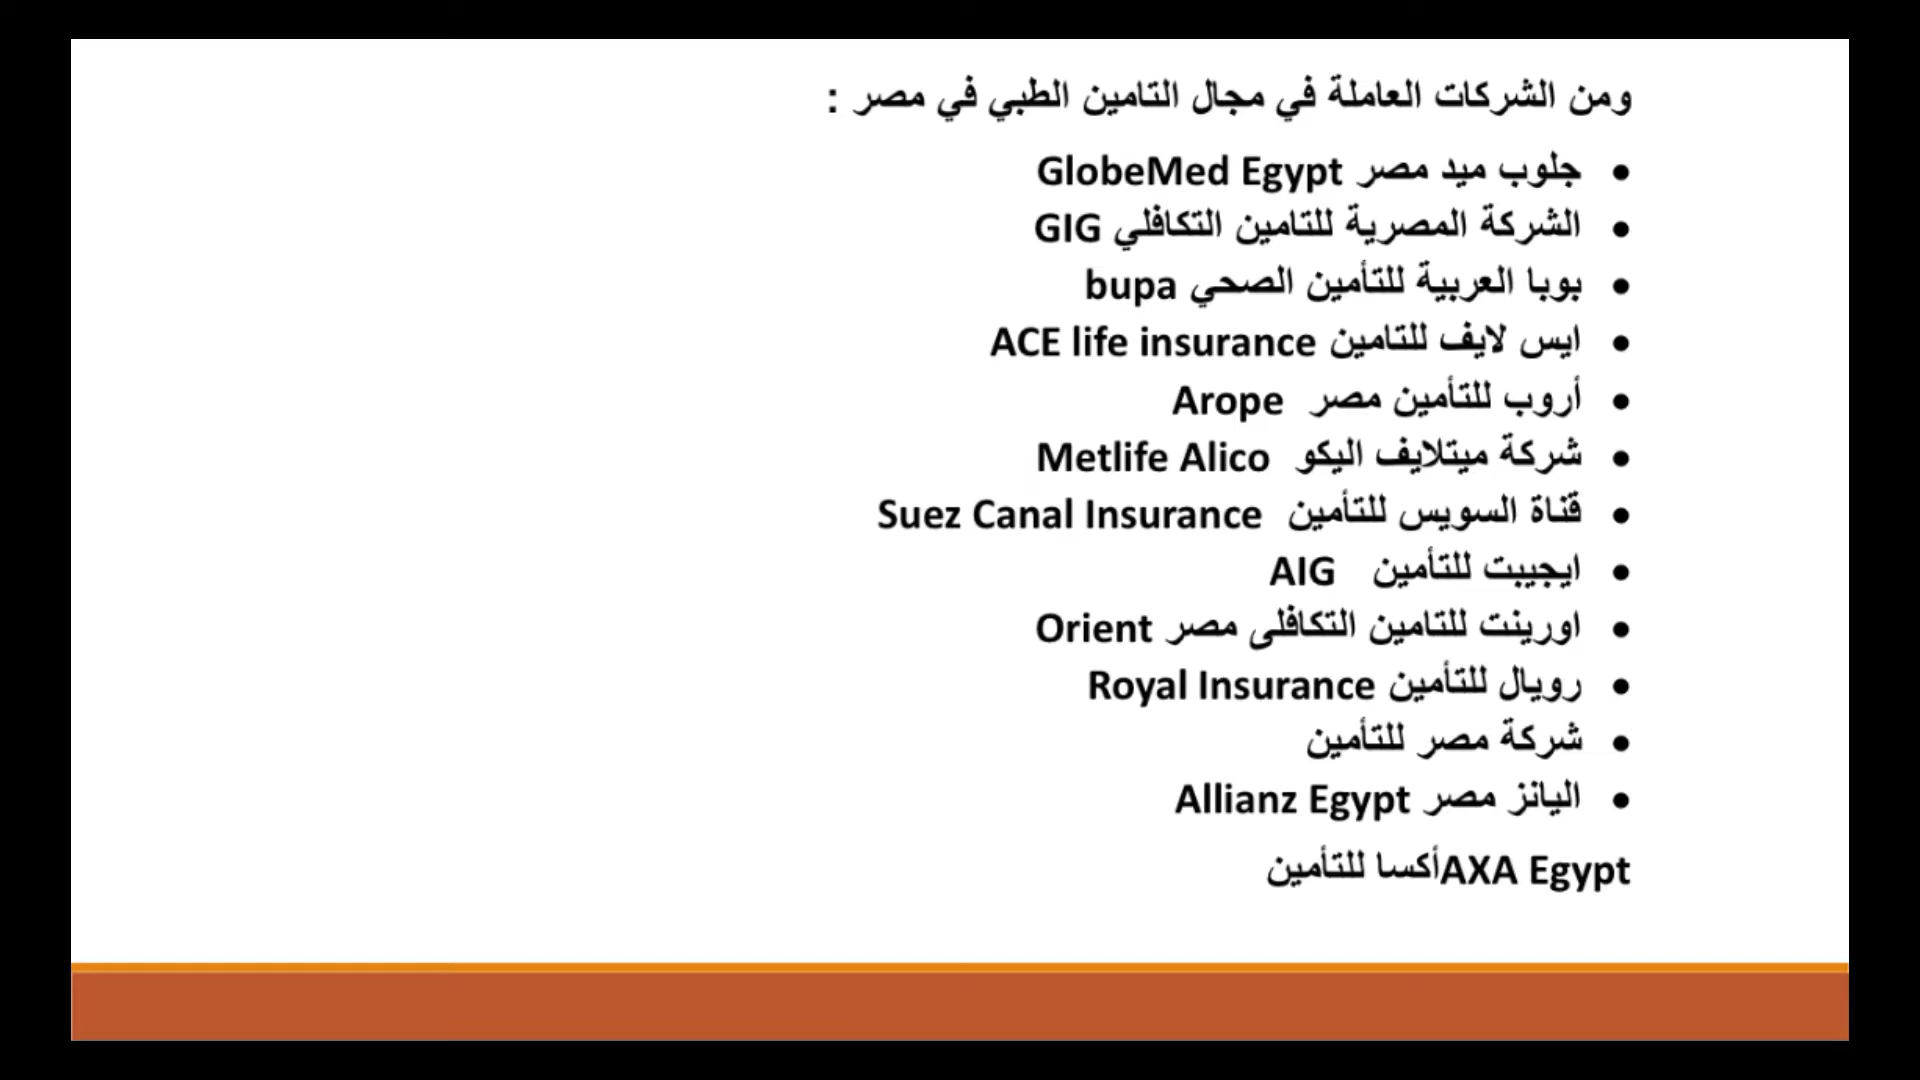 ومن الشركات العاملة في مجال التامين الطبي في مصر :
• جلوب ميد مصر GlobeMed Egypt
• الشركة المصرية للتامين التكافلي GIG
• بوبا العربية للتأمين الصحي bupa
• ايس لايف للتامين ACE life insurance
• أروب للتأمين مصر Arope
• شركة ميتلايف اليكو Metlife Alico
• قناة السويس للتأمين Suez Canal Insurance
• ايجيبت للتأمين AIG
• اورينت للتامين التكافلى مصر Orient
• رويال للتأمين Royal Insurance
• شركة مصر للتأمين
• اليانز مصر Allianz Egypt
AXA Egyptأكسا للتأمين